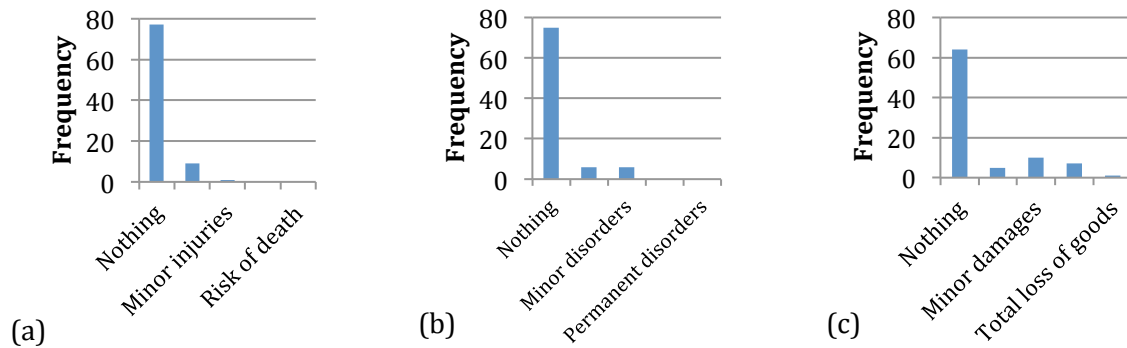 80
60
40
20
0
Frequency
Nothing
Minor injuries
Risk of death
(a)
80
60
40
20
0
Frequency
Nothing
Minor disorders
Permanent disorders
(b)
80
60
40
20
0
Frequency
Nothing
Minor damages
Total loss of goods
(c)